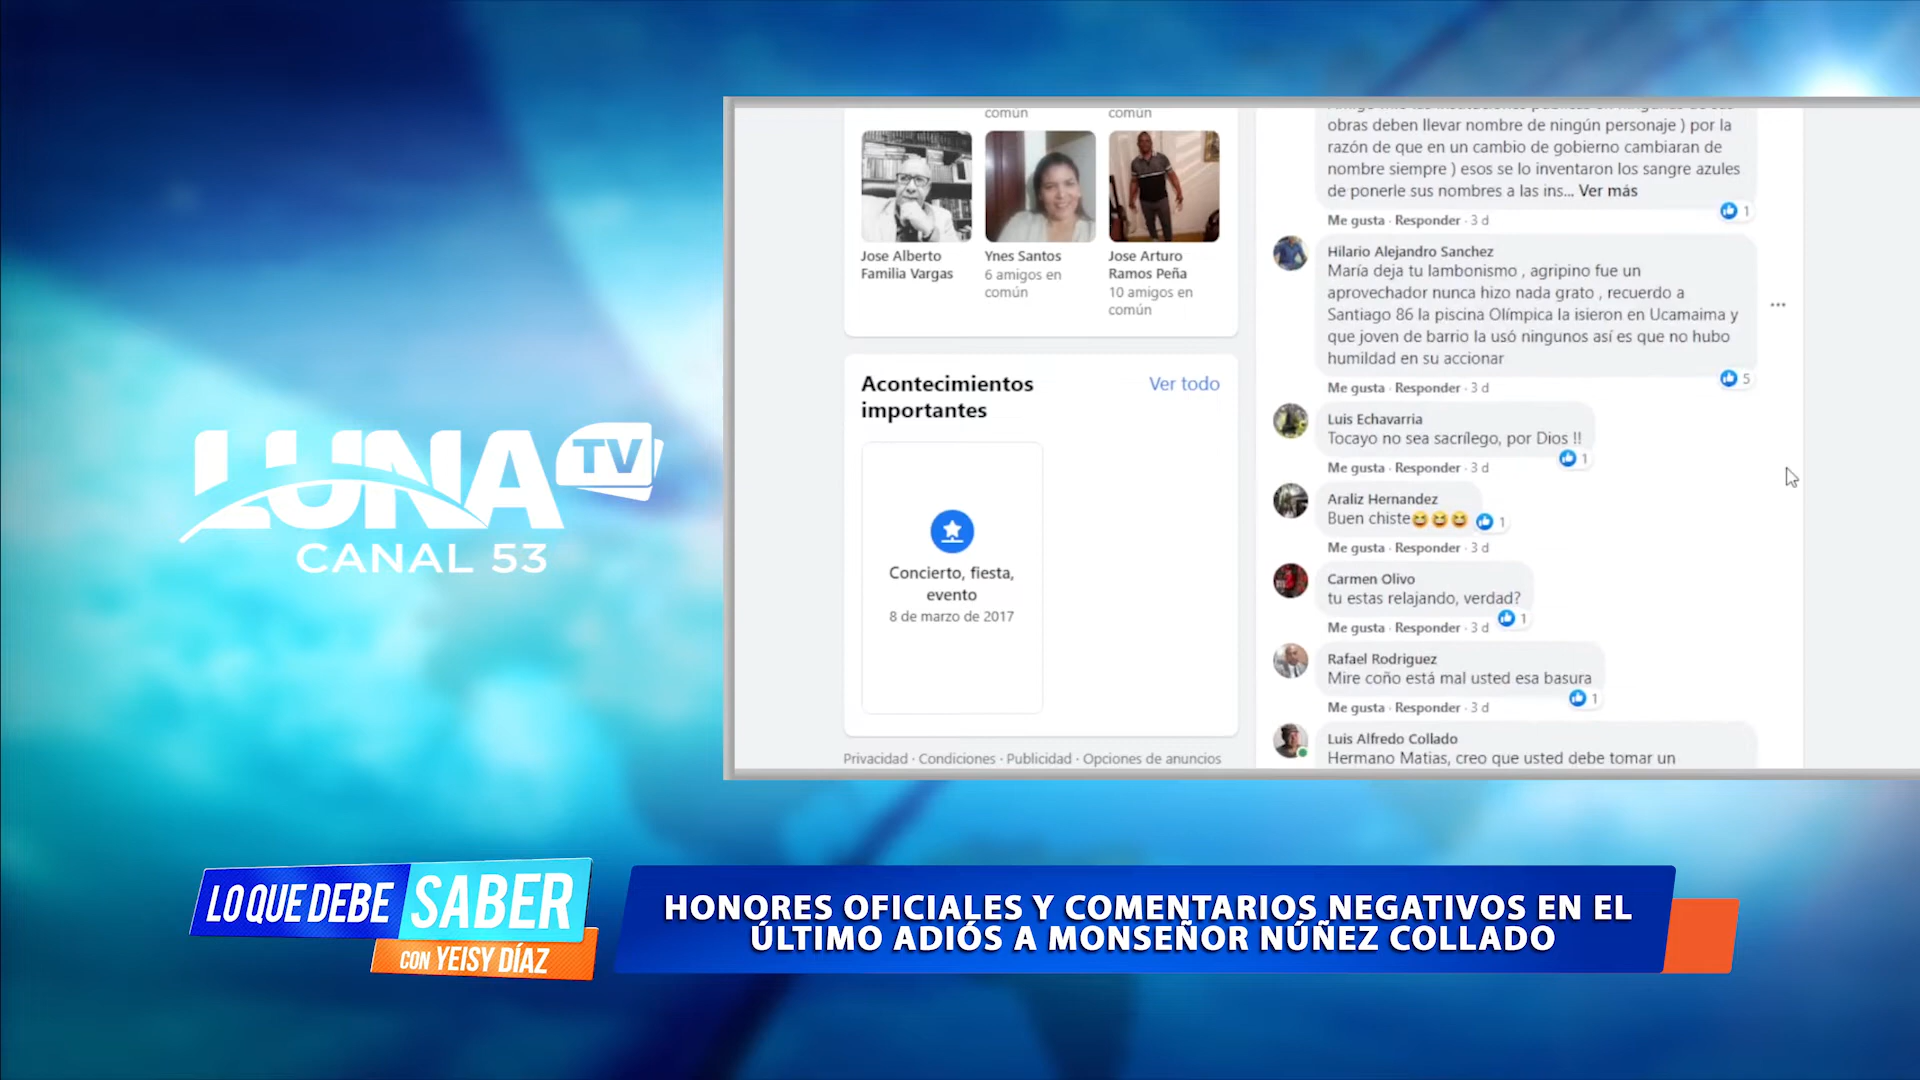 LUNA TV
CANAL 53
común
común
Jose Alberto
Familia Vargas
Ynes Santos
6 amigos en
común
Jose Arturo
Ramos Peña
10 amigos en
común
Acontecimientos
importantes
Ver todo
Concierto, fiesta,
evento
8 de marzo de 2017
Privacidad · Condiciones · Publicidad · Opciones de anuncios
obras deben llevar nombre de ningún personaje ) por la
razón de que en un cambio de gobierno cambiaran de
nombre siempre ) esos se lo inventaron los sangre azules
de ponerle sus nombres a las ins... Ver más
1
Me gusta · Responder · 3 d
Hilario Alejandro Sanchez
María deja tu lambonismo , agripino fue un
aprovechador nunca hizo nada grato , recuerdo a
Santiago 86 la piscina Olímpica la isieron en Ucamaima y
que joven de barrio la usó ningunos así es que no hubo
humildad en su accionar
5
Me gusta · Responder · 3 d
Luis Echavarria
Tocayo no sea sacrílego, por Dios !!
1
Me gusta · Responder · 3 d
Araliz Hernandez
Buen chiste😆😆😆 1
Me gusta · Responder · 3 d
Carmen Olivo
tu estas relajando, verdad?
1
Me gusta · Responder · 3 d
Rafael Rodriguez
Mire coño está mal usted esa basura
1
Me gusta · Responder · 3 d
Luis Alfredo Collado
Hermano Matias, creo que usted debe tomar un
LO QUE DEBE SABER
CON YEISY DÍAZ
HONORES OFICIALES Y COMENTARIOS NEGATIVOS EN EL
ÚLTIMO ADIÓS A MONSEÑOR NÚÑEZ COLLADO